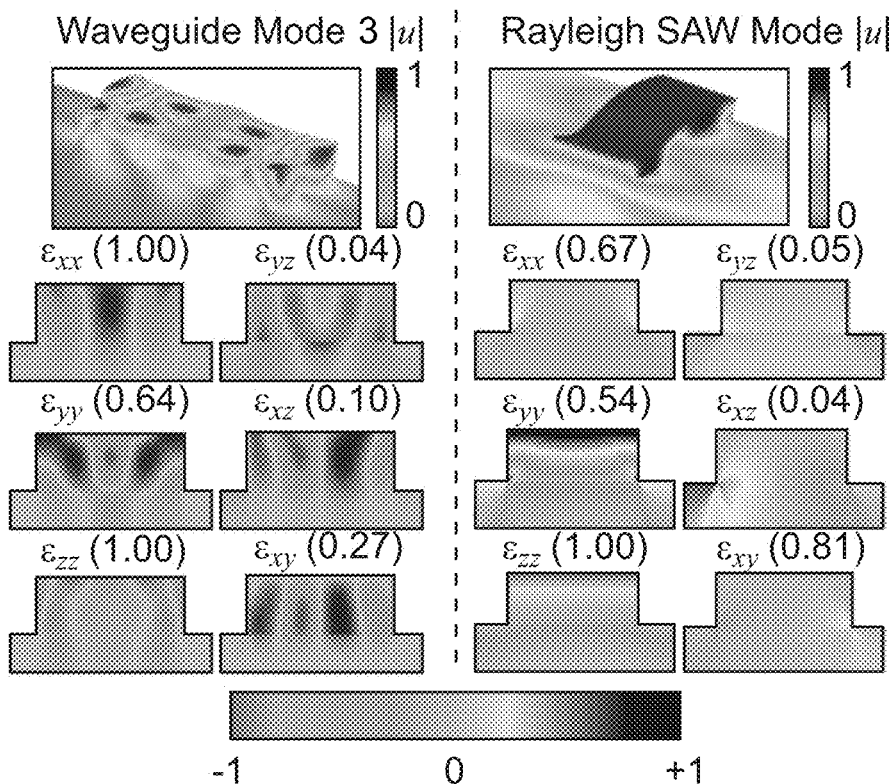 Waveguide Mode 3 |u|
Rayleigh SAW Mode |u|
1
0
1
0
εxx (1.00)
εyz (0.04)
εxx (0.67)
εyz (0.05)
εyy (0.64)
εxz (0.10)
εyy (0.54)
εxz (0.04)
εzz (1.00)
εxy (0.27)
εzz (1.00)
εxy (0.81)
-1
0
+1